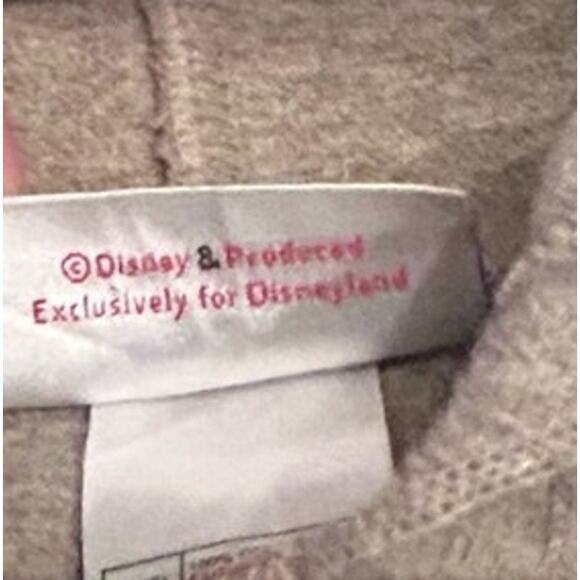 ©Disney & Produced
Exclusively for Disneyland